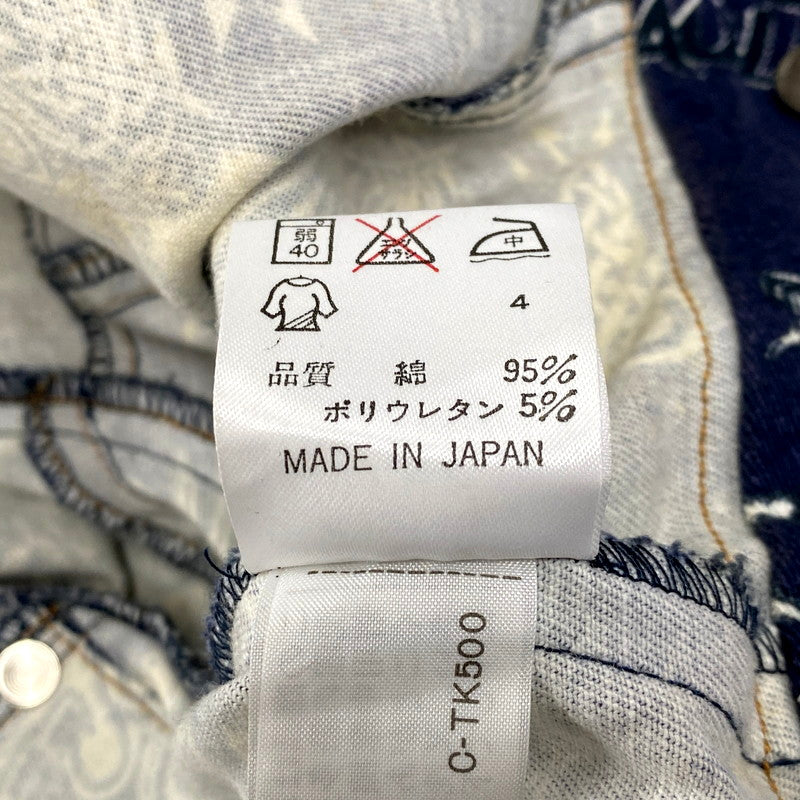 弱 40
エンソ サラシ
中
4
品質 綿 95%
ポリウレタン 5%
MADE IN JAPAN
C-TK500